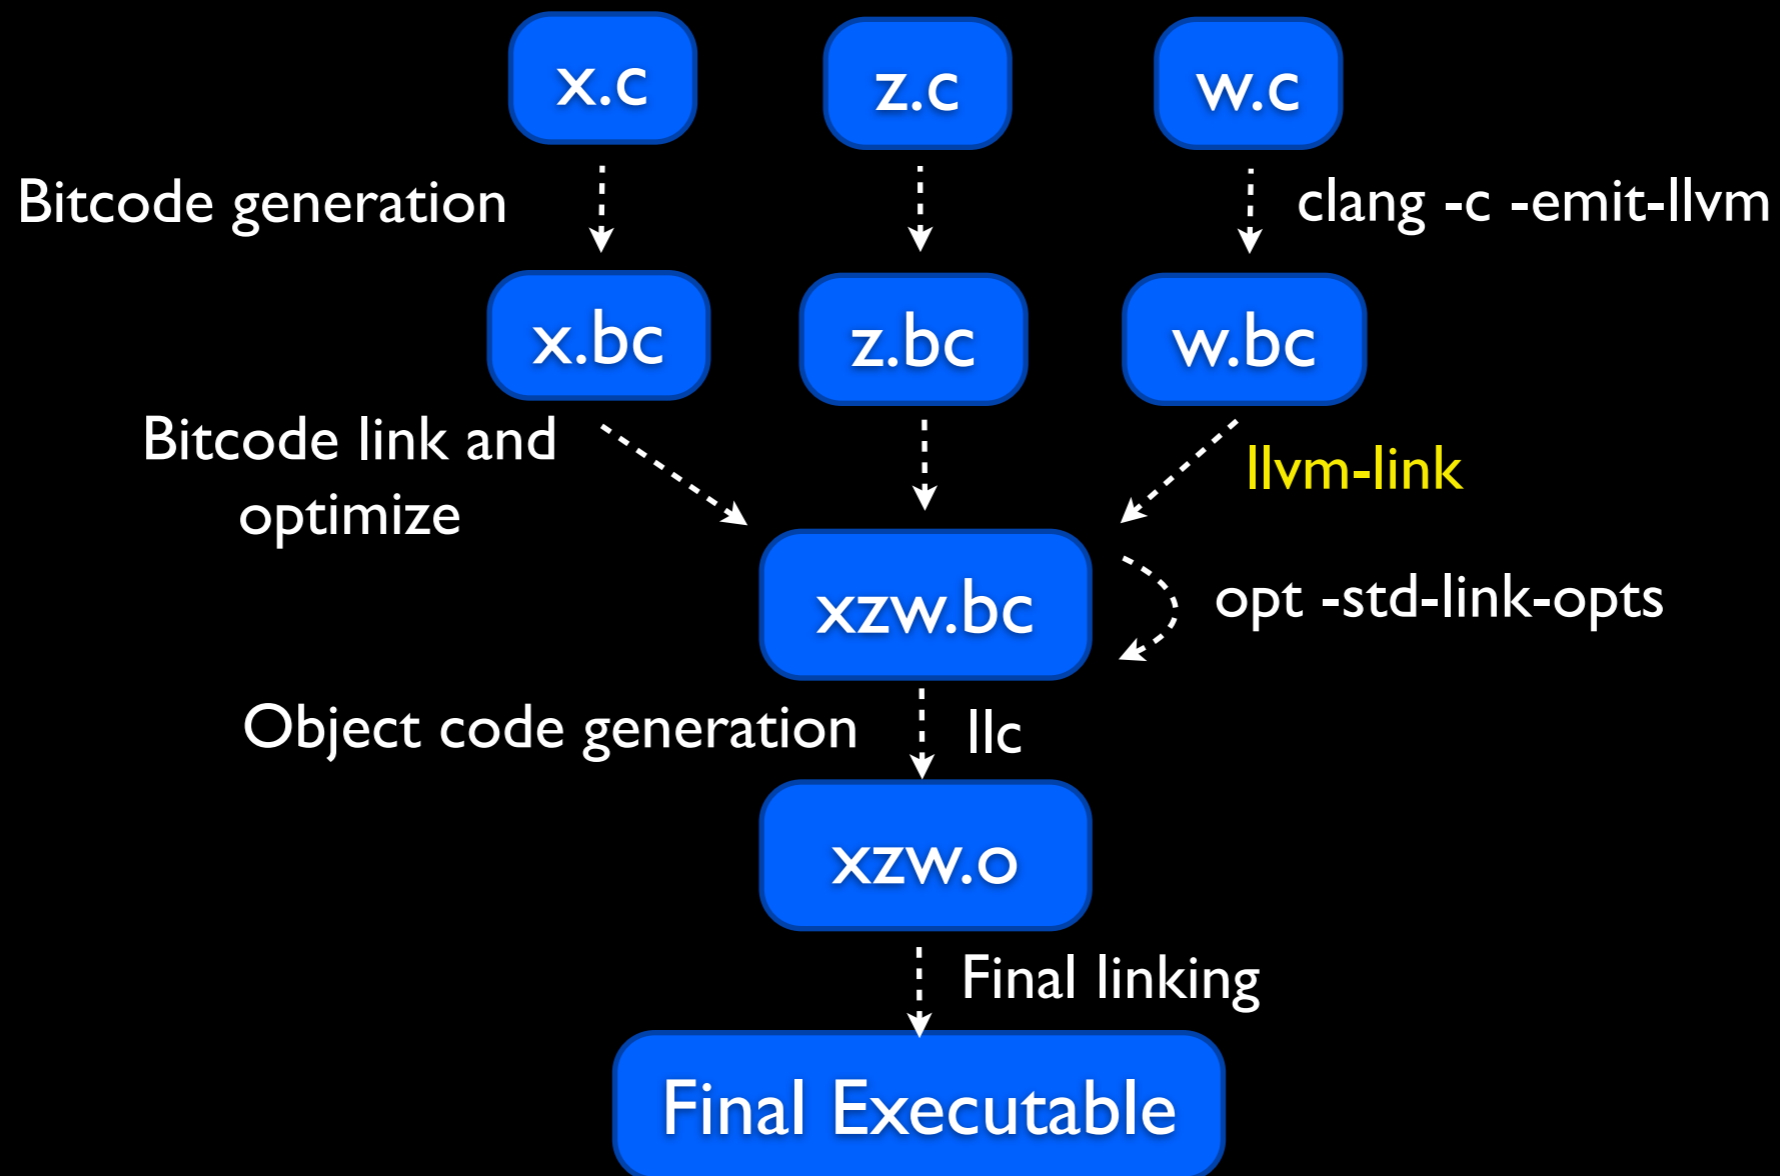 x.c
z.c
w.c
Bitcode generation
clang -c -emit-llvm
x.bc
z.bc
w.bc
Bitcode link and
optimize
llvm-link
xzw.bc
opt -std-link-opts
Object code generation
llc
xzw.o
Final linking
Final Executable